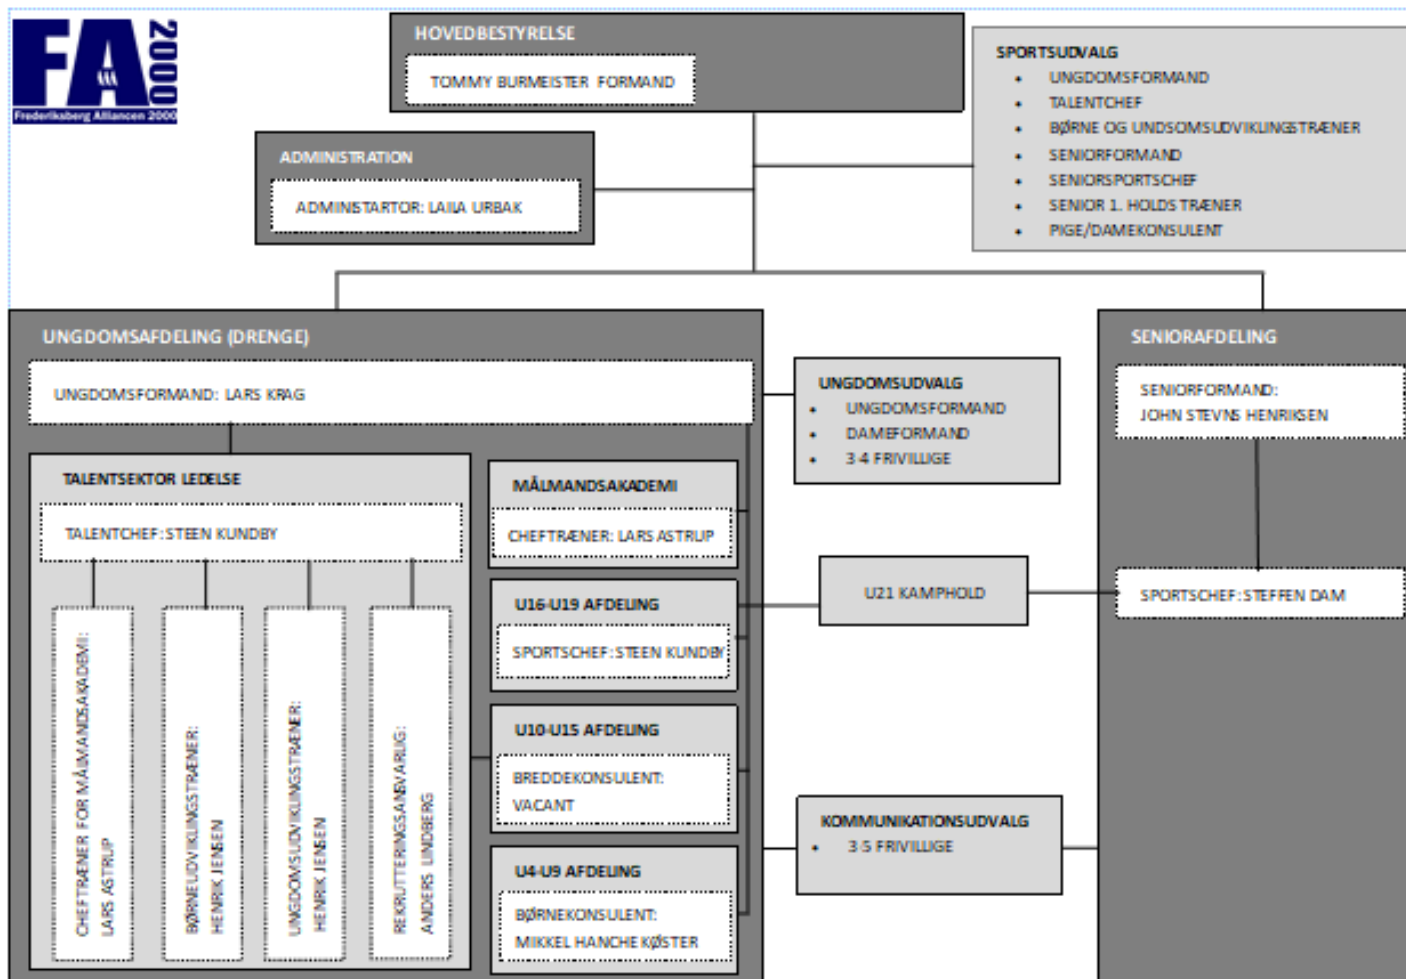 FA 2000
Frederiksberg Alliancen 2000
HOVEDBESTYRELSE
TOMMY BURMEISTER FORMAND
SPORTSUDVALG
• UNGDOMSFORMAND
• TALENTCHEF
• BØRNE OG UNDSOMSUDVIKLINGSTRÆNER
• SENIORFORMAND
• SENIORSPORTSCHEF
• SENIOR 1. HOLDS TRÆNER
• PIGE/DAMEKONSULENT
ADMINISTRATION
ADMINISTARTOR: LAILA URBAK
UNGDOMSAFDELING (DRENGE)
UNGDOMSFORMAND: LARS KRAG
TALENTSEKTOR LEDELSE
TALENTCHEF: STEEN KUNDBY
CHEFTRÆNER FOR MÅLMANDSAKADEMI:
LARS ASTRUP
BØRNEUDVIKLINGSTRÆNER:
HENRIK JENSEN
UNGDOMSUDVIKLINGSTRÆNER:
HENRIK JENSEN
REKRUTTERINGSANSVARLIG:
ANDERS LINDBERG
MÅLMANDSAKADEMI
CHEFTRÆNER: LARS ASTRUP
U16-U19 AFDELING
SPORTSCHEF: STEEN KUNDBY
U10-U15 AFDELING
BREDDEKONSULENT:
VACANT
U4-U9 AFDELING
BØRNEKONSULENT:
MIKKEL HANCHE KØSTER
UNGDOMSUDVALG
• UNGDOMSFORMAND
• DAMEFORMAND
• 3-4 FRIVILLIGE
U21 KAMPHOLD
KOMMUNIKATIONSUDVALG
• 3-5 FRIVILLIGE
SENIORAFDELING
SENIORFORMAND:
JOHN STEVNS HENRIKSEN
SPORTSCHEF: STEFFEN DAM